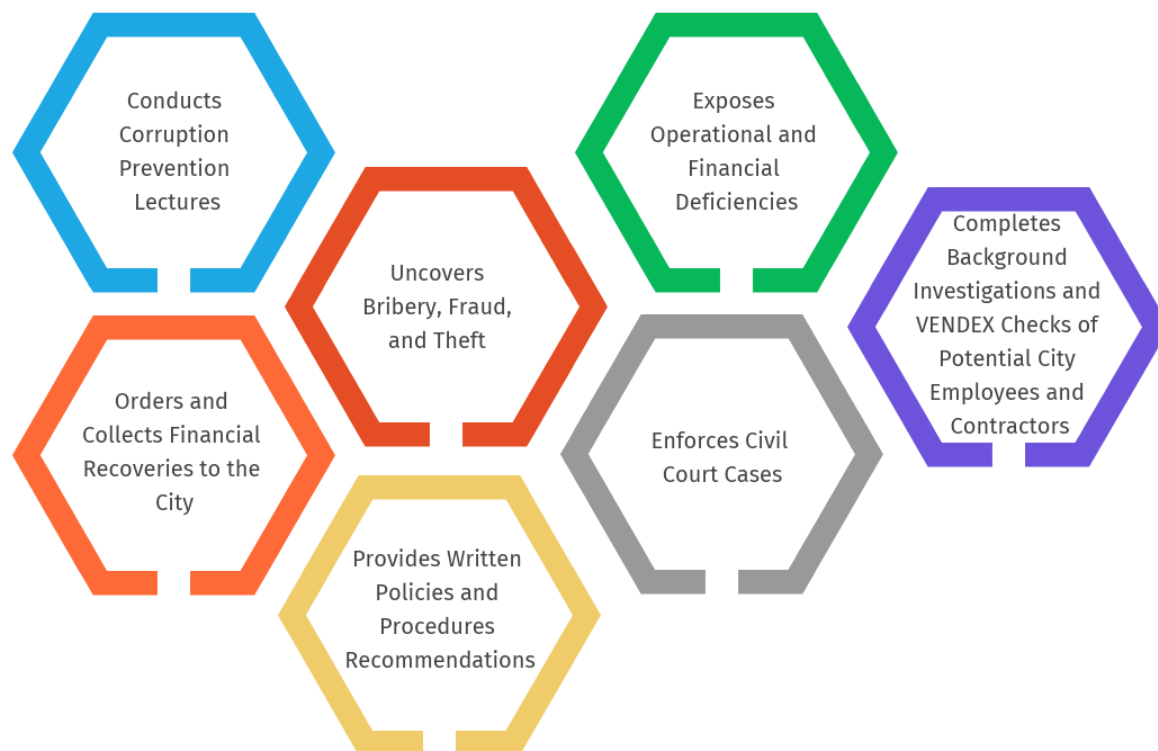 Conducts
Corruption
Prevention
Lectures
Exposes
Operational and
Financial
Deficiencies
Uncovers
Bribery, Fraud,
and Theft
Completes
Background
Investigations and
VENDEX Checks of
Potential City
Employees and
Contractors
Orders and
Collects Financial
Recoveries to the
City
Enforces Civil
Court Cases
Provides Written
Policies and
Procedures
Recommendations